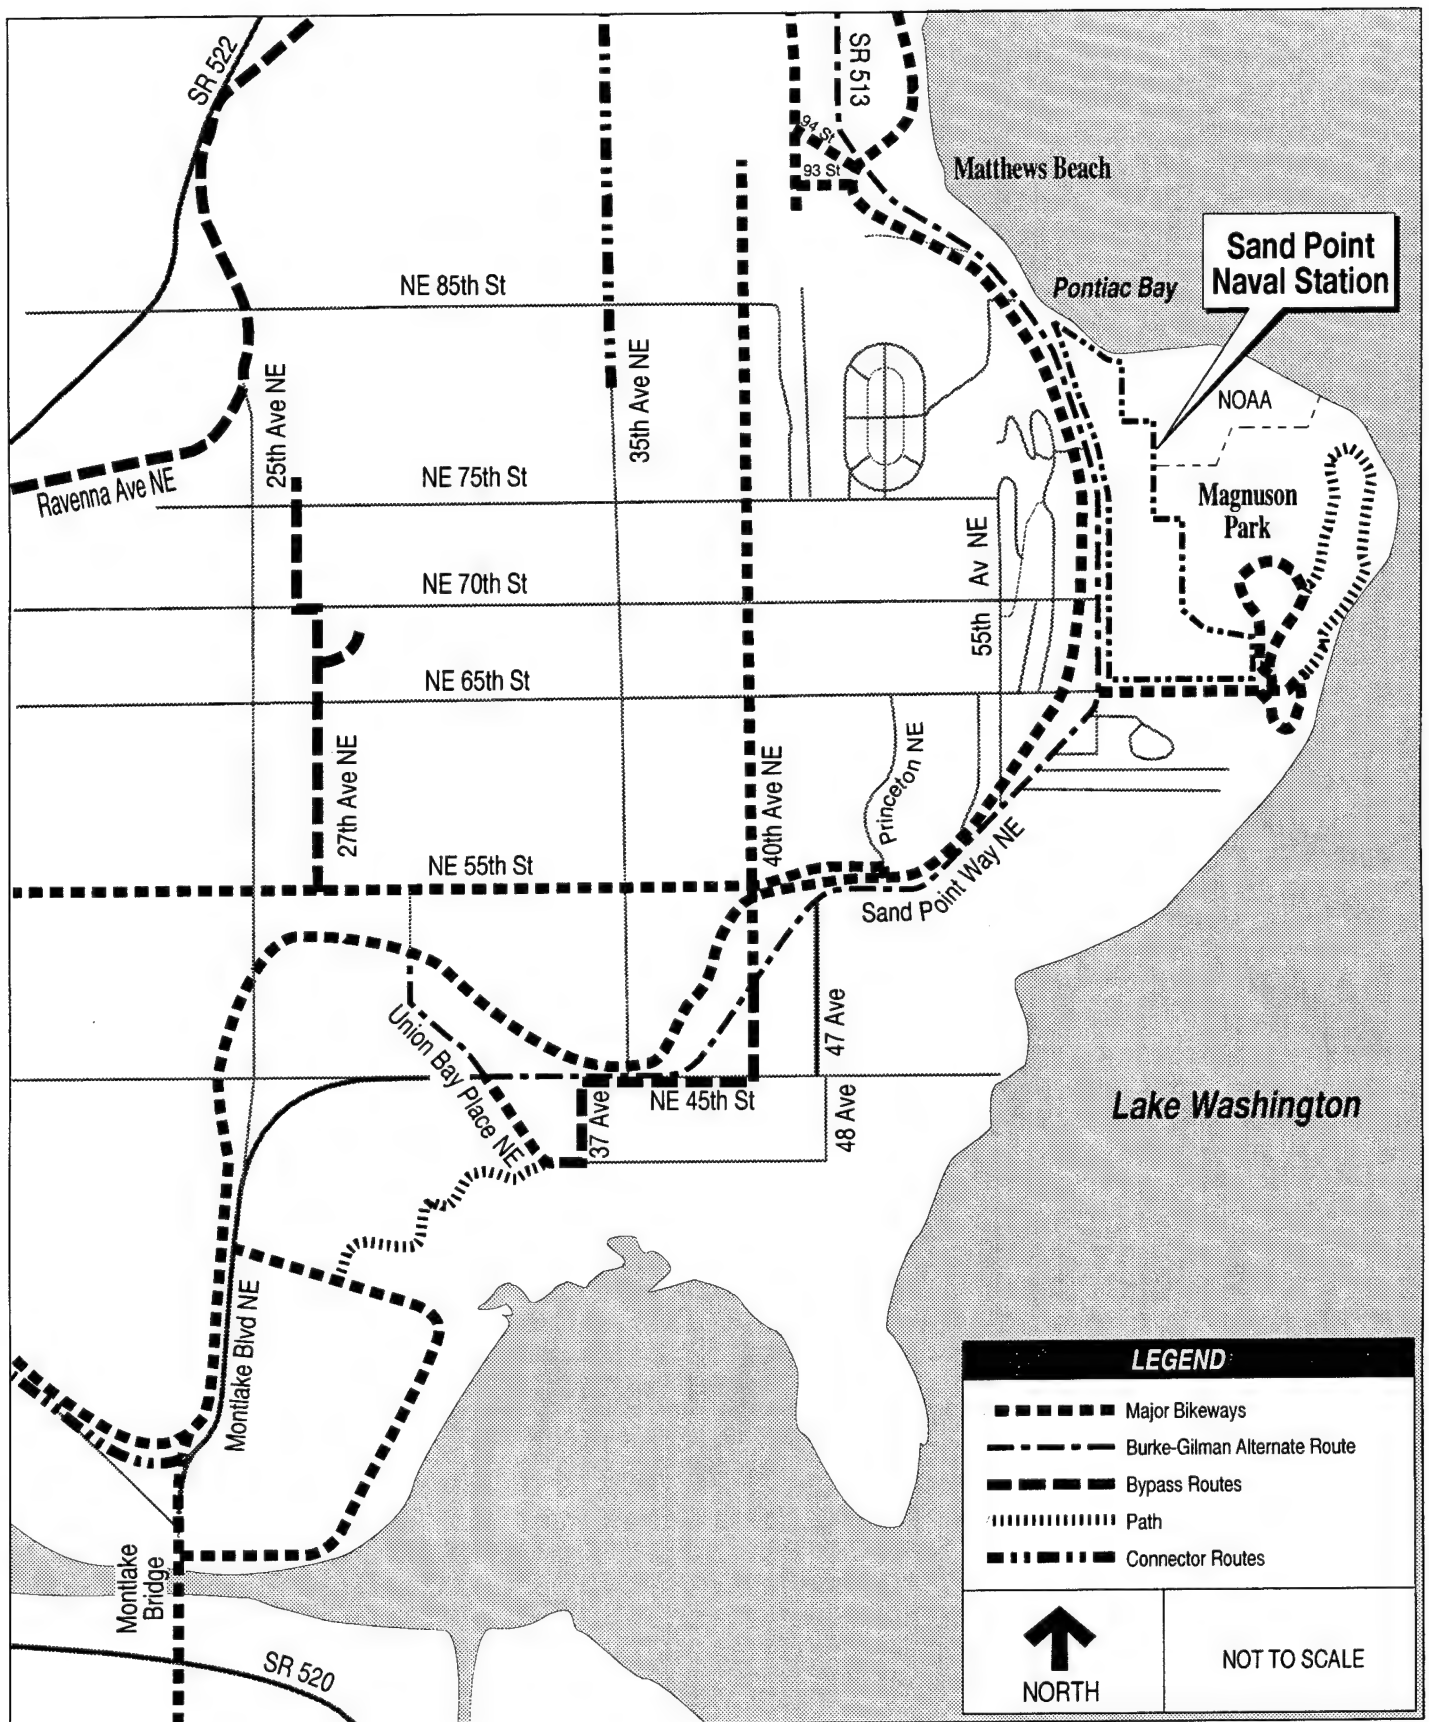 SR 522
SR 513
94 St
93 St
Matthews Beach
Sand Point
Naval Station
Pontiac Bay
NE 85th St
25th Ave NE
35th Ave NE
NOAA
Ravenna Ave NE
NE 75th St
Magnuson
Park
55th Av NE
NE 70th St
NE 65th St
27th Ave NE
40th Ave NE
Princeton NE
NE 55th St
Sand Point Way NE
Union Bay Place NE
47 Ave
37 Ave
NE 45th St
48 Ave
Lake Washington
Montlake Blvd NE
Montlake
Bridge
SR 520
LEGEND
Major Bikeways
Burke-Gilman Alternate Route
Bypass Routes
Path
Connector Routes
NORTH
NOT TO SCALE